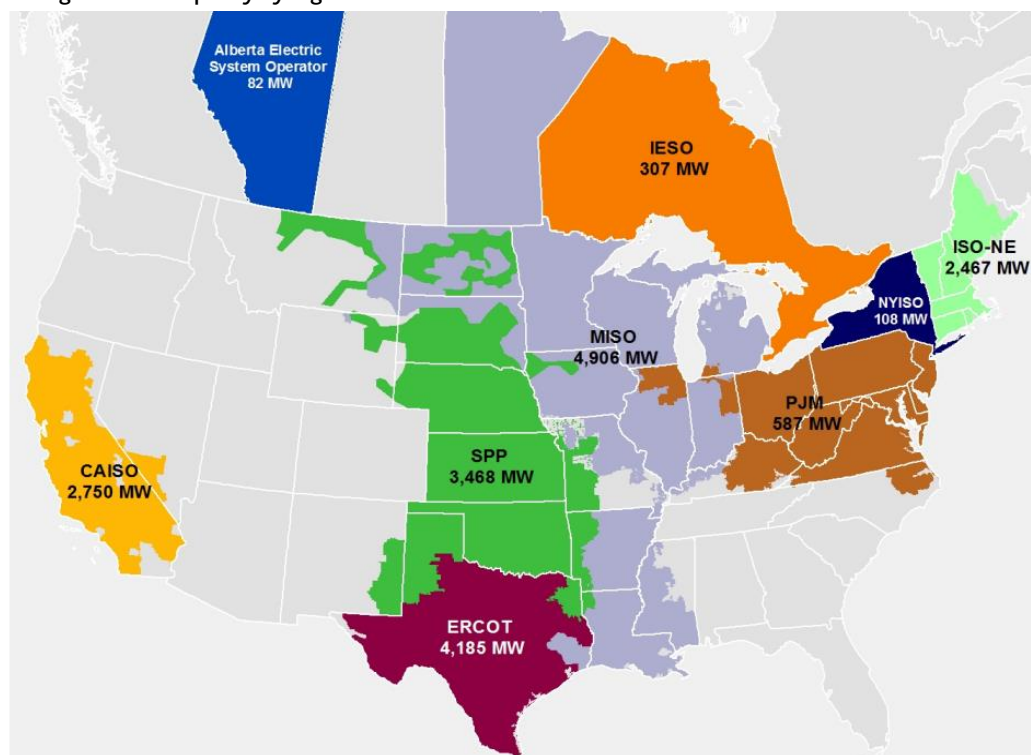 Alberta Electric
System Operator
82 MW
IESO
307 MW
ISO-NE
2,467 MW
NYISO
108 MW
MISO
4,906 MW
PJM
587 MW
CAISO
2,750 MW
SPP
3,468 MW
ERCOT
4,185 MW